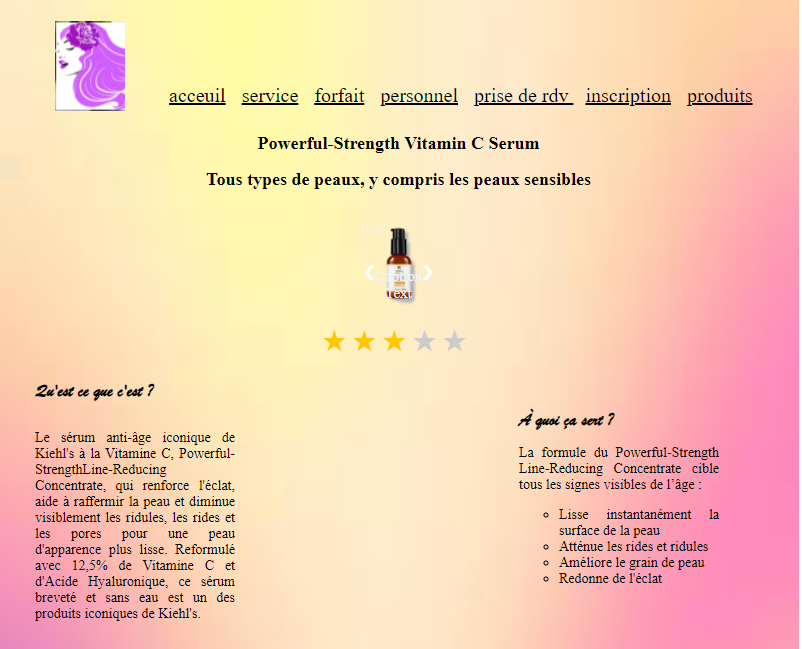 acceuil service forfait personnel prise de rdv inscription produits
Powerful-Strength Vitamin C Serum
Tous types de peaux, y compris les peaux sensibles
❮ ❯
Text
Qu'est ce que c'est ?
Le sérum anti-âge iconique de
Kiehl's à la Vitamine C, Powerful-
StrengthLine-Reducing
Concentrate, qui renforce l'éclat,
aide à raffermir la peau et diminue
visiblement les ridules, les rides et
les pores pour une peau
d'apparence plus lisse. Reformulé
avec 12,5% de Vitamine C et
d'Acide Hyaluronique, ce sérum
breveté et sans eau est un des
produits iconiques de Kiehl's.
À quoi ça sert ?
La formule du Powerful-Strength
Line-Reducing Concentrate cible
tous les signes visibles de l’âge :
Lisse instantanément la
surface de la peau
Atténue les rides et ridules
Améliore le grain de peau
Redonne de l'éclat